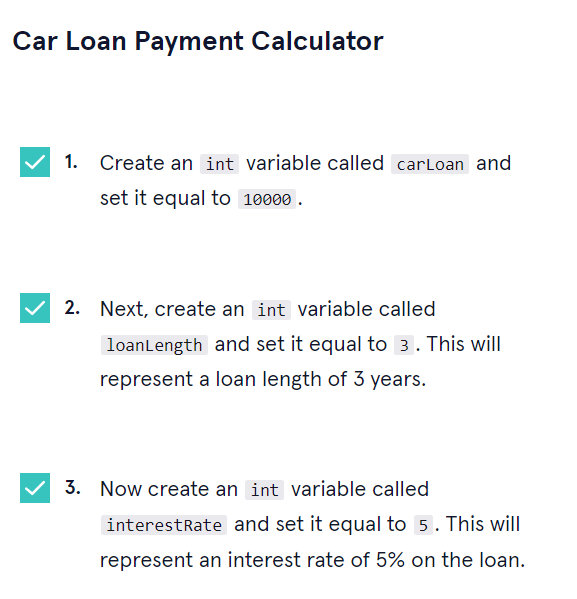 Car Loan Payment Calculator
1. Create an int variable called carLoan and
set it equal to 10000.
2. Next, create an int variable called
loanLength and set it equal to 3. This will
represent a loan length of 3 years.
3. Now create an int variable called
interestRate and set it equal to 5. This will
represent an interest rate of 5% on the loan.